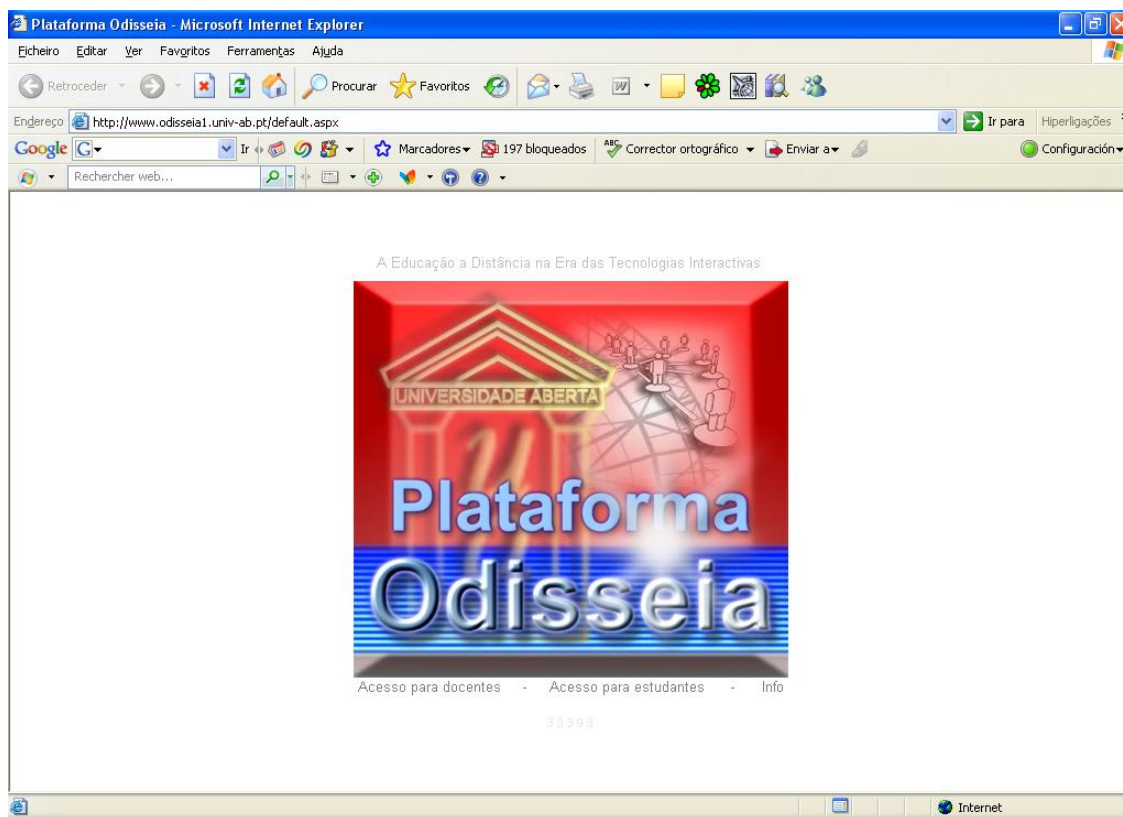 Plataforma Odisseia - Microsoft Internet Explorer
Ficheiro Editar Ver Favoritos Ferramentas Ajuda
Retroceder Procurar Favoritos
Endereço http://www.odisseia1.univ-ab.pt/default.aspx Ir para Hiperligações
Google G Ir Marcadores 197 bloqueados ABC Corrector ortográfico Enviar a Configuración
Rechercher web...
A Educação a Distância na Era das Tecnologias Interactivas
UNIVERSIDADE ABERTA
Plataforma
Odisseia
Acesso para docentes - Acesso para estudantes - Info
33393
Internet